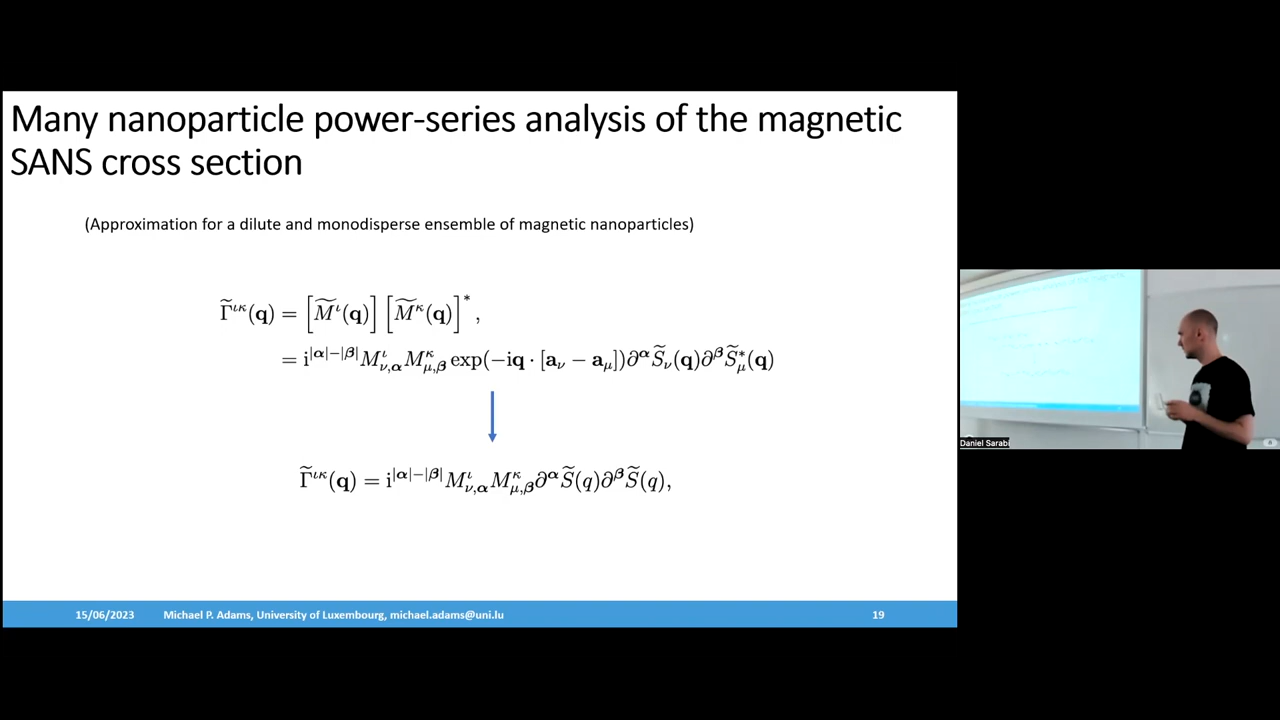 Many nanoparticle power-series analysis of the magnetic
SANS cross section
(Approximation for a dilute and monodisperse ensemble of magnetic nanoparticles)
Γ̃^{ικ}(𝐪) = [M̃^ι(𝐪)] [M̃^κ(𝐪)]^*,
= i^{|𝜶|−|𝜷|} M^ι_{ν,𝜶} M^κ_{μ,𝜷} exp(−i𝐪 · [𝐚_ν − 𝐚_μ]) ∂^𝜶 S̃_ν(𝐪) ∂^𝜷 S̃^*_μ(𝐪)
Γ̃^{ικ}(𝐪) = i^{|𝜶|−|𝜷|} M^ι_{ν,𝜶} M^κ_{μ,𝜷} ∂^𝜶 S̃(q) ∂^𝜷 S̃(q),
Daniel Sarabi
15/06/2023 Michael P. Adams, University of Luxembourg, michael.adams@uni.lu 19